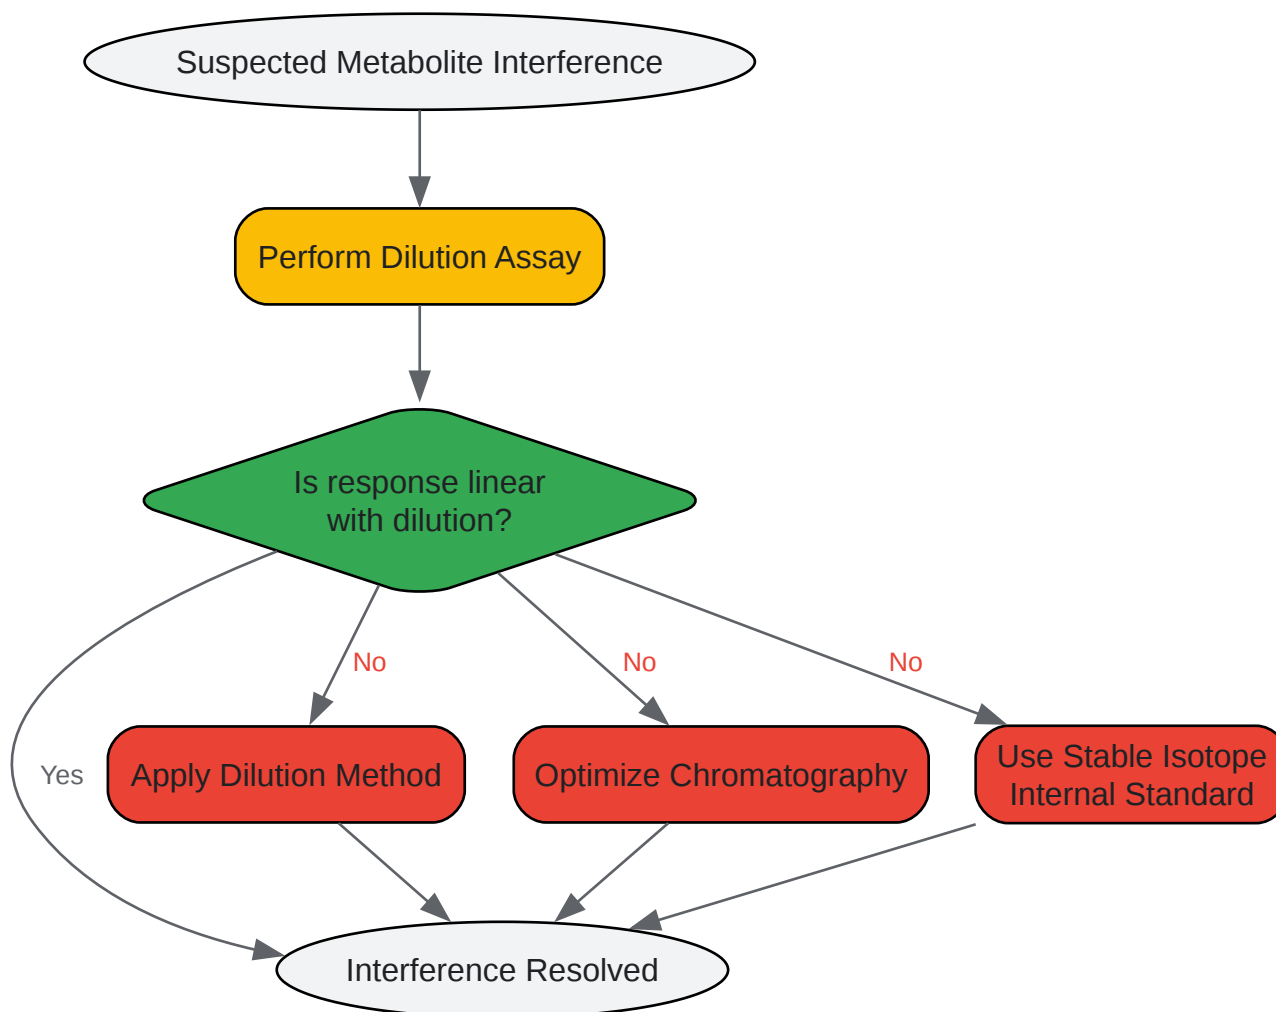 Suspected Metabolite Interference
Perform Dilution Assay
Is response linear
with dilution?
No
No
No
Yes
Apply Dilution Method
Optimize Chromatography
Use Stable Isotope
Internal Standard
Interference Resolved